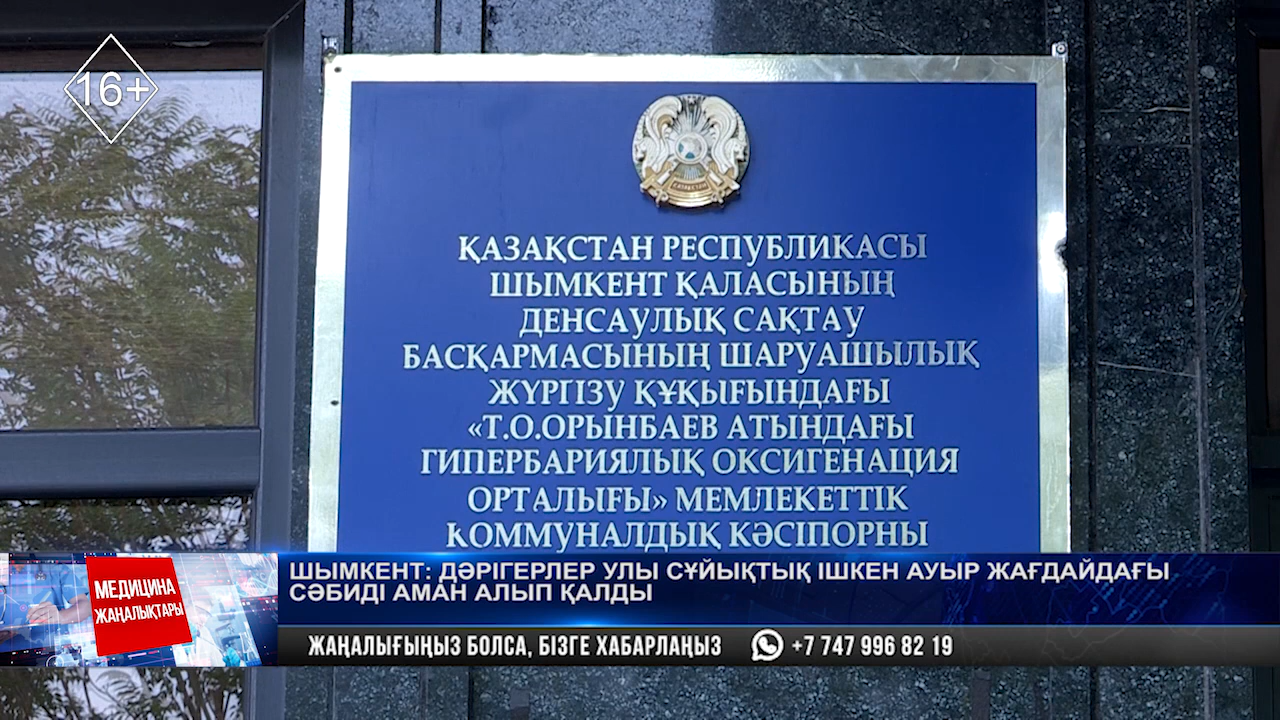 16+
ҚАЗАҚСТАН
ҚАЗАҚСТАН РЕСПУБЛИКАСЫ
ШЫМКЕНТ ҚАЛАСЫНЫҢ
ДЕНСАУЛЫҚ САҚТАУ
БАСҚАРМАСЫНЫҢ ШАРУАШЫЛЫҚ
ЖҮРГІЗУ ҚҰҚЫҒЫНДАҒЫ
«Т.О.ОРЫНБАЕВ АТЫНДАҒЫ
ГИПЕРБАРИЯЛЫҚ ОКСИГЕНАЦИЯ
ОРТАЛЫҒЫ» МЕМЛЕКЕТТІК
КОММУНАЛДЫҚ КӘСІПОРНЫ
МЕДИЦИНА
ЖАҢАЛЫҚТАРЫ
ШЫМКЕНТ: ДӘРІГЕРЛЕР УЛЫ СҰЙЫҚТЫҚ ІШКЕН АУЫР ЖАҒДАЙДАҒЫ
СӘБИДІ АМАН АЛЫП ҚАЛДЫ
ЖАҢАЛЫҒЫҢЫЗ БОЛСА, БІЗГЕ ХАБАРЛАҢЫЗ +7 747 996 82 19